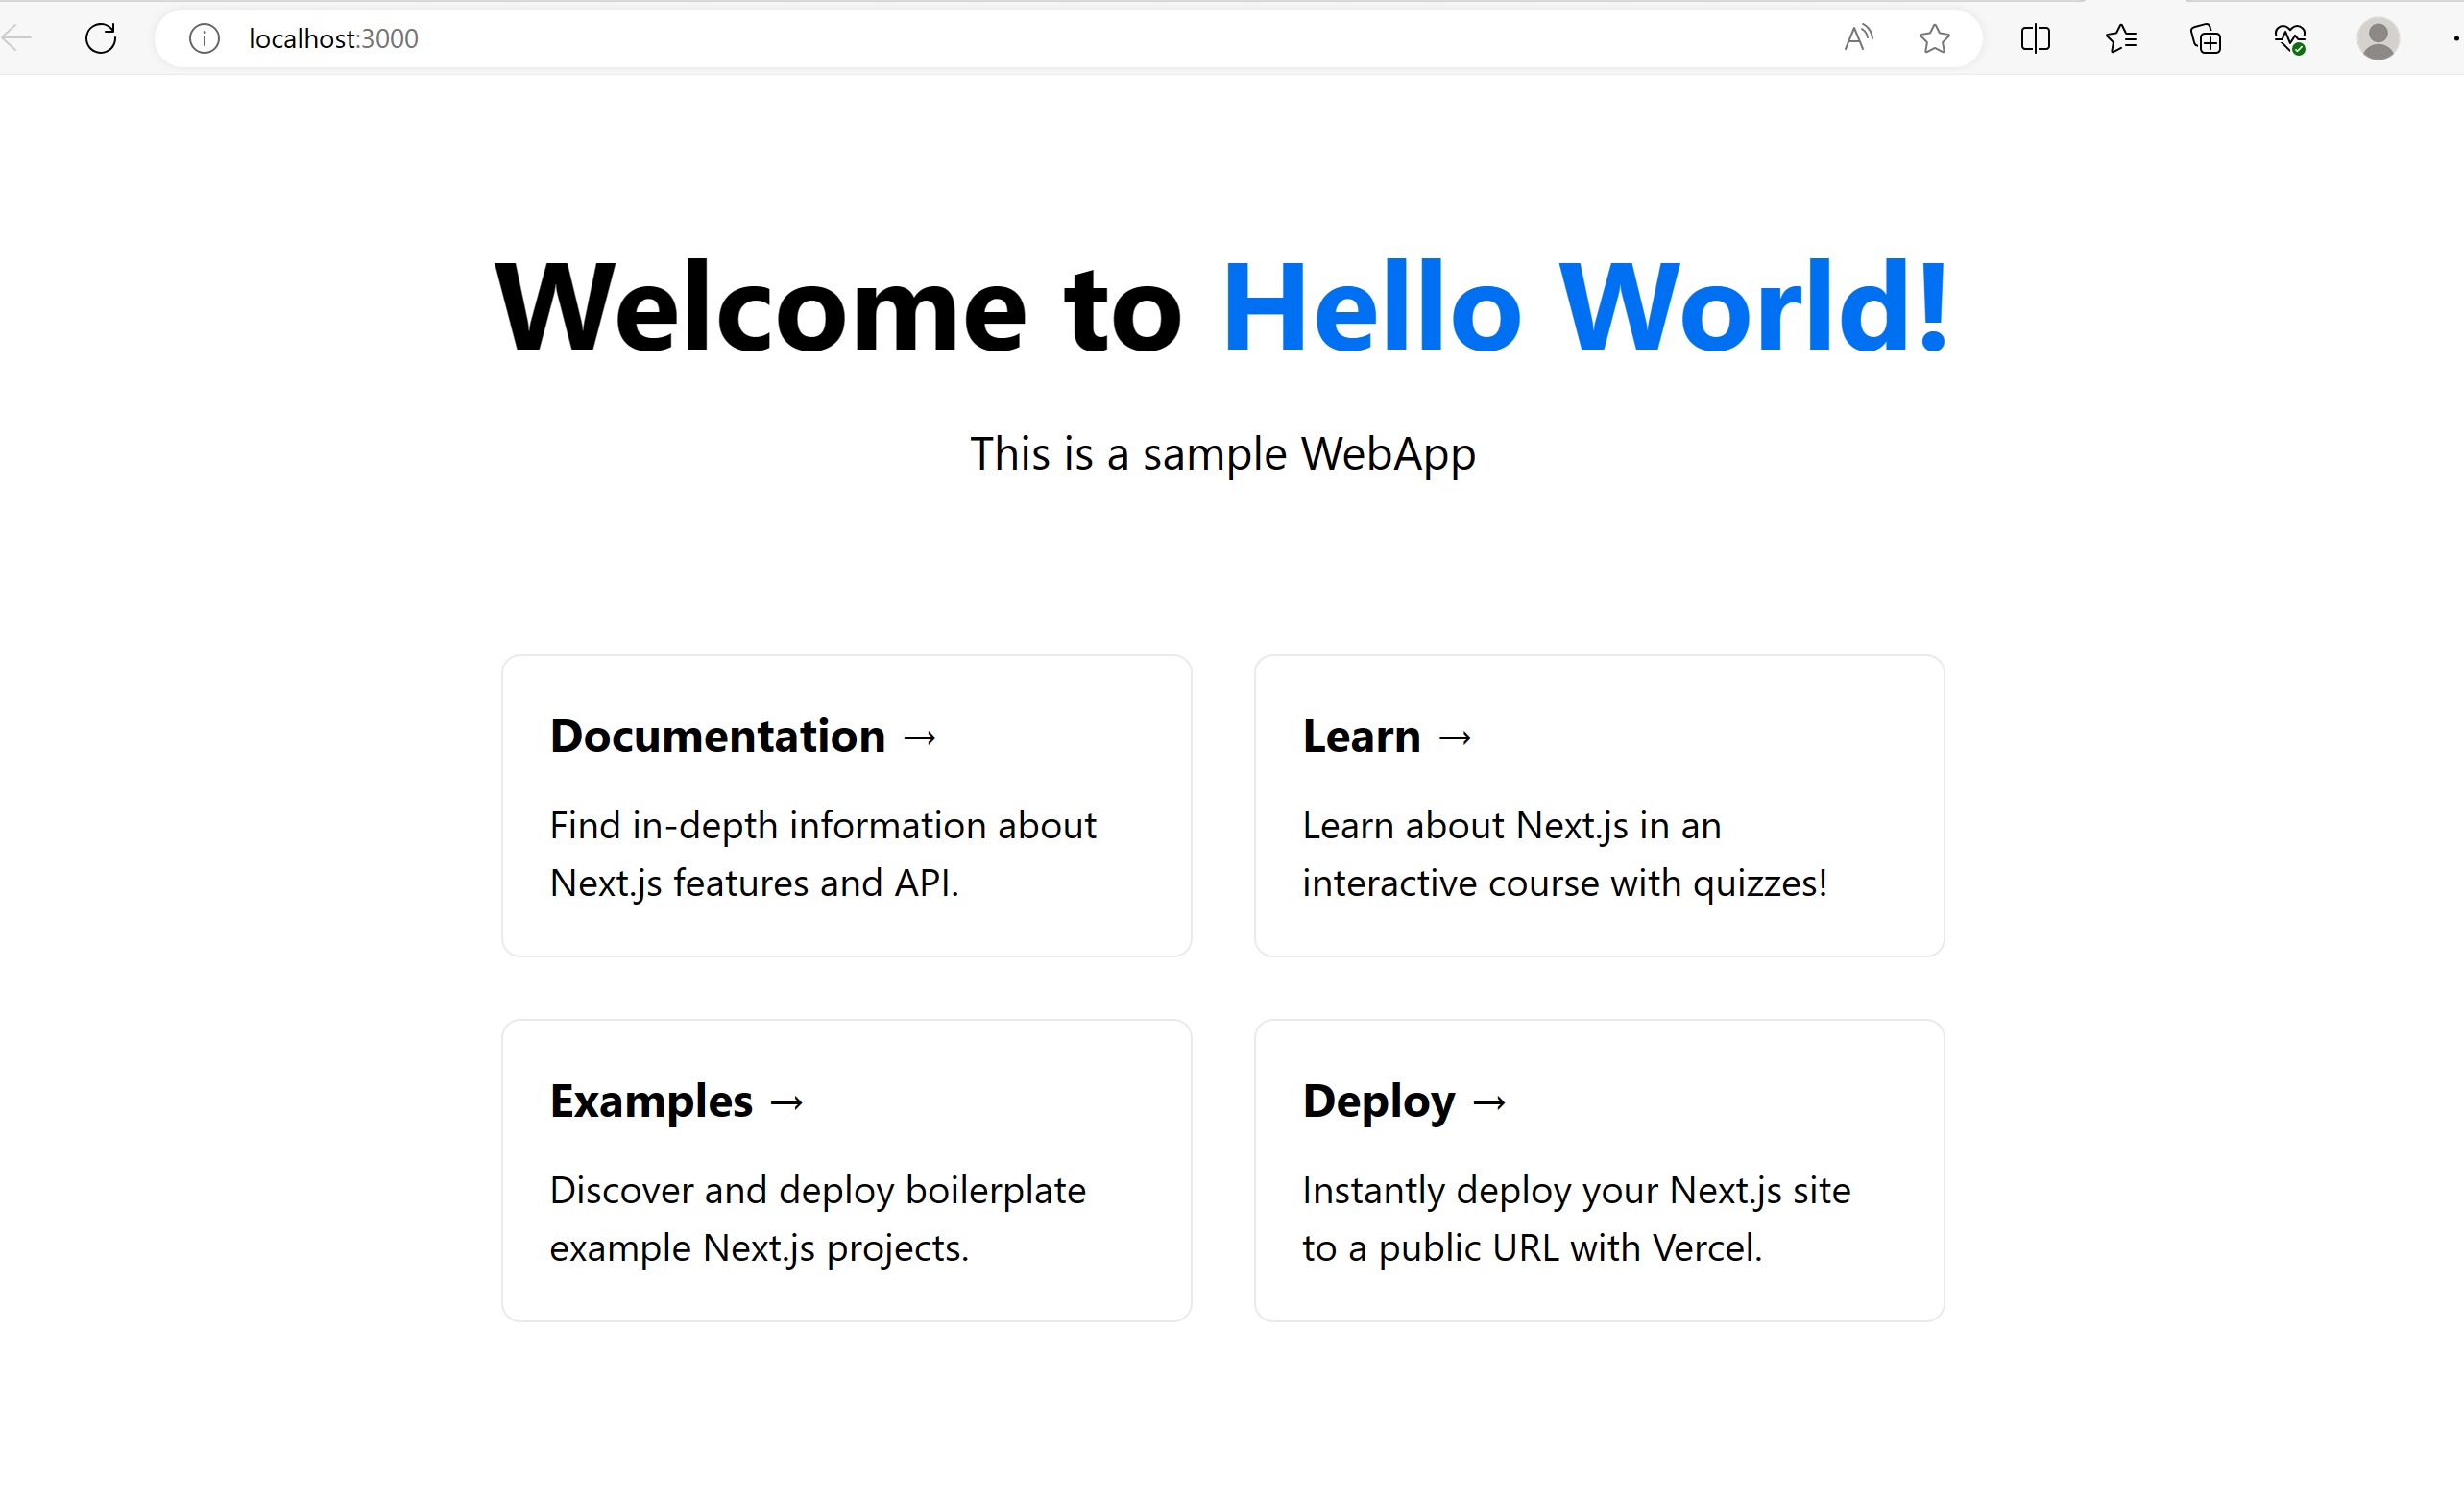 localhost:3000
Welcome to Hello World!
This is a sample WebApp
Documentation →
Find in-depth information about
Next.js features and API.
Learn →
Learn about Next.js in an
interactive course with quizzes!
Examples →
Discover and deploy boilerplate
example Next.js projects.
Deploy →
Instantly deploy your Next.js site
to a public URL with Vercel.